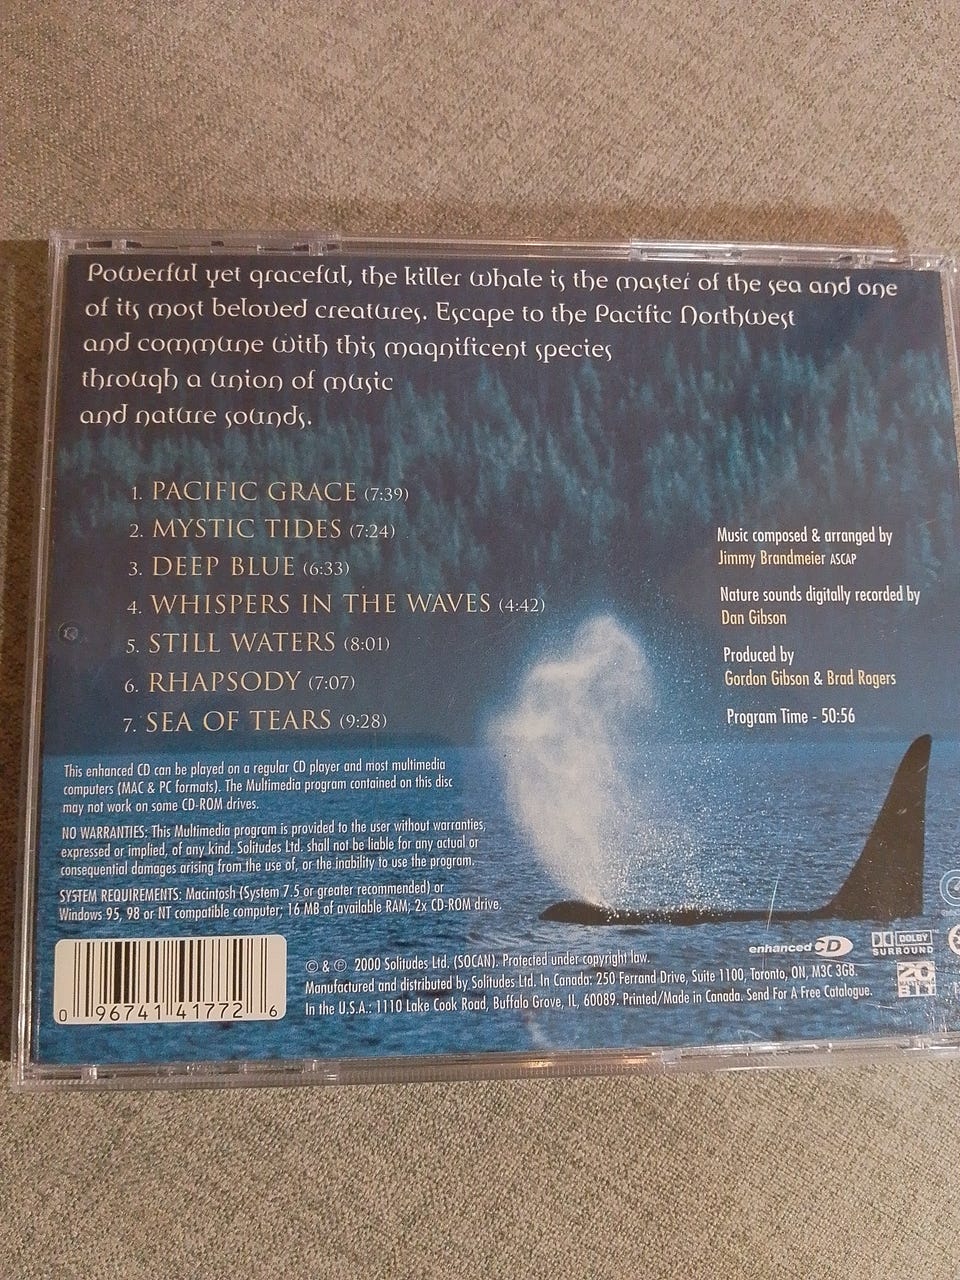 Powerful yet graceful, the killer whale is the master of the sea and one
of its most beloved creatures. Escape to the Pacific Northwest
and commune with this magnificent species
through a union of music
and nature sounds.
1. PACIFIC GRACE (7:39)
2. MYSTIC TIDES (7:24)
3. DEEP BLUE (6:33)
4. WHISPERS IN THE WAVES (4:42)
5. STILL WATERS (8:01)
6. RHAPSODY (7:07)
7. SEA OF TEARS (9:28)
Music composed & arranged by
Jimmy Brandmeier ASCAP
Nature sounds digitally recorded by
Dan Gibson
Produced by
Gordon Gibson & Brad Rogers
Program Time - 50:56
This enhanced CD can be played on a regular CD player and most multimedia
computers (MAC & PC formats). The Multimedia program contained on this disc
may not work on some CD-ROM drives.
NO WARRANTIES: This Multimedia program is provided to the user without warranties,
expressed or implied, of any kind. Solitudes Ltd. shall not be liable for any actual or
consequential damages arising from the use of, or the inability to use the program.
SYSTEM REQUIREMENTS: Macintosh (System 7.5 or greater recommended) or
Windows 95, 98 or NT compatible computer; 16 MB of available RAM; 2x CD-ROM drive.
enhanced CD
DOLBY
SURROUND
20
BIT
© & ℗ 2000 Solitudes Ltd. (SOCAN). Protected under copyright law.
Manufactured and distributed by Solitudes Ltd. In Canada: 250 Ferrand Drive, Suite 1100, Toronto, ON, M3C 3G8.
In the U.S.A.: 1110 Lake Cook Road, Buffalo Grove, IL, 60089. Printed/Made in Canada. Send For A Free Catalogue.
0 96741 41772 6